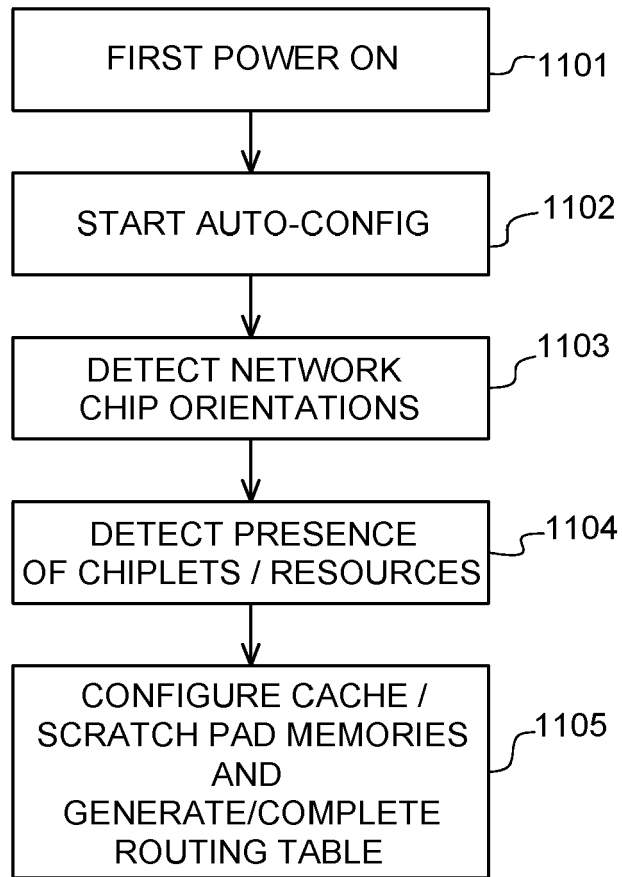 FIRST POWER ON
1101
START AUTO-CONFIG
1102
DETECT NETWORK
CHIP ORIENTATIONS
1103
DETECT PRESENCE
OF CHIPLETS / RESOURCES
1104
CONFIGURE CACHE /
SCRATCH PAD MEMORIES
AND
GENERATE/COMPLETE
ROUTING TABLE
1105